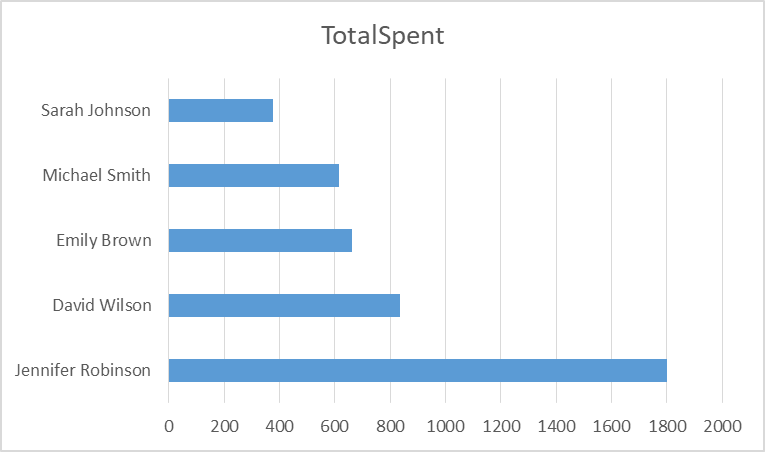 TotalSpent
Sarah Johnson
Michael Smith
Emily Brown
David Wilson
Jennifer Robinson
0 200 400 600 800 1000 1200 1400 1600 1800 2000